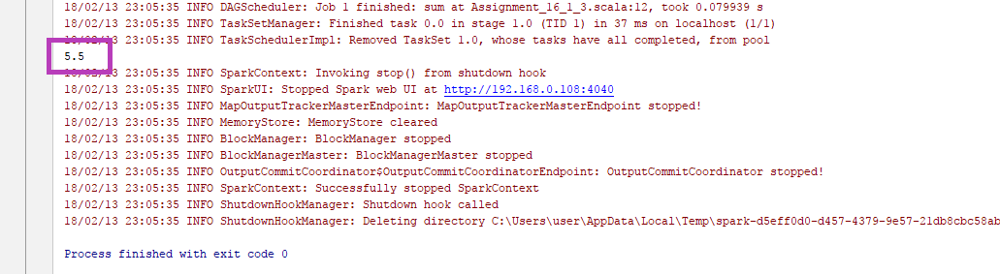 18/02/13 23:05:35 INFO DAGScheduler: Job 1 finished: sum at Assignment_16_1_3.scala:12, took 0.079939 s
18/02/13 23:05:35 INFO TaskSetManager: Finished task 0.0 in stage 1.0 (TID 1) in 37 ms on localhost (1/1)
18/02/13 23:05:35 INFO TaskSchedulerImpl: Removed TaskSet 1.0, whose tasks have all completed, from pool
5.5
18/02/13 23:05:35 INFO SparkContext: Invoking stop() from shutdown hook
18/02/13 23:05:35 INFO SparkUI: Stopped Spark web UI at http://192.168.0.108:4040
18/02/13 23:05:35 INFO MapOutputTrackerMasterEndpoint: MapOutputTrackerMasterEndpoint stopped!
18/02/13 23:05:35 INFO MemoryStore: MemoryStore cleared
18/02/13 23:05:35 INFO BlockManager: BlockManager stopped
18/02/13 23:05:35 INFO BlockManagerMaster: BlockManagerMaster stopped
18/02/13 23:05:35 INFO OutputCommitCoordinator$OutputCommitCoordinatorEndpoint: OutputCommitCoordinator stopped!
18/02/13 23:05:35 INFO SparkContext: Successfully stopped SparkContext
18/02/13 23:05:35 INFO ShutdownHookManager: Shutdown hook called
18/02/13 23:05:35 INFO ShutdownHookManager: Deleting directory C:\Users\user\AppData\Local\Temp\spark-d5eff0d0-d457-4379-9e57-21db8cbc58ab
Process finished with exit code 0